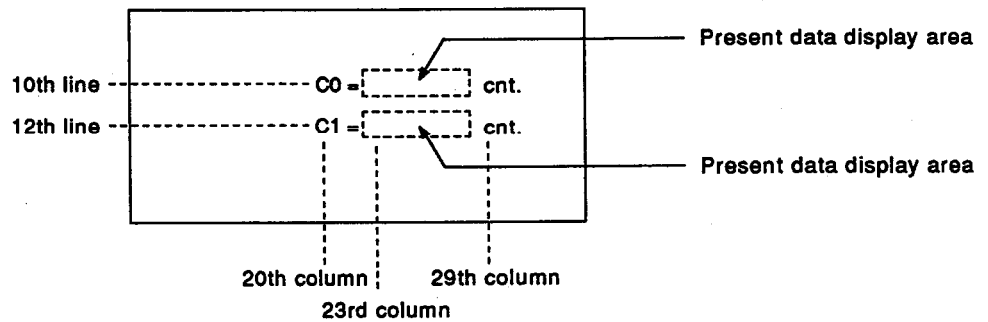 Present data display area
10th line C0 = cnt.
12th line C1 = cnt.
Present data display area
20th column 29th column
23rd column